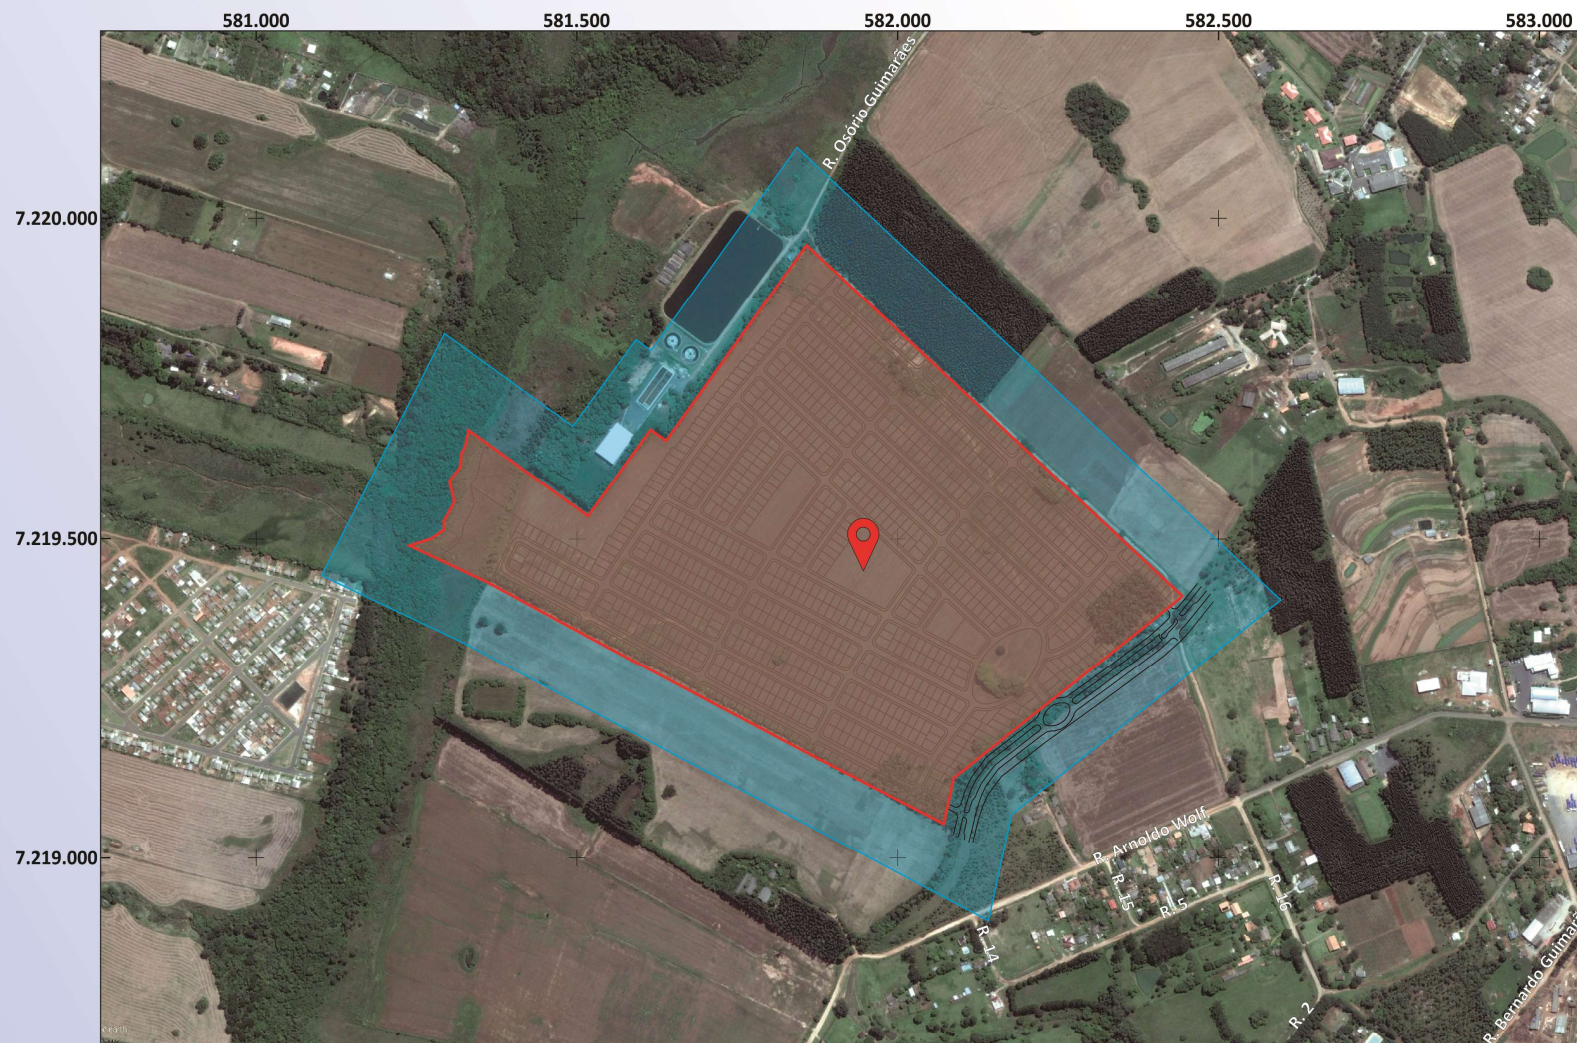 581.000
581.500
582.000
582.500
583.000
7.220.000
7.219.500
7.219.000
R. Osório Guimarães
R. Arnoldo Wolf
R. 15
R. 5
R. 16
R. 14
R. 2
R. Bernardo